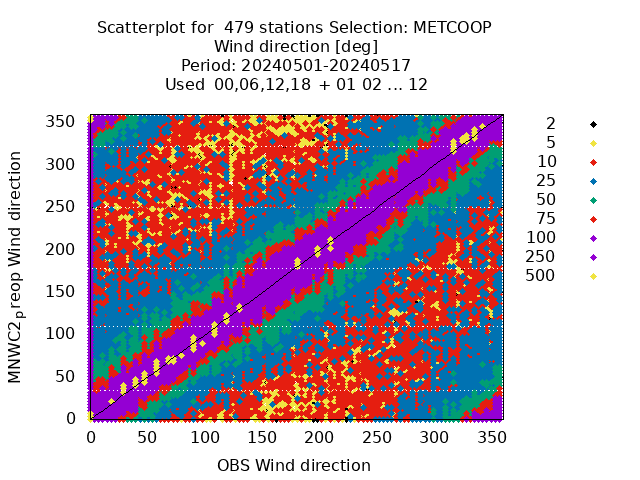 Scatterplot for 479 stations Selection: METCOOP
Wind direction [deg]
Period: 20240501-20240517
Used 00,06,12,18 + 01 02 ... 12
MNWC2preop Wind direction
350
300
250
200
150
100
50
0
0 50 100 150 200 250 300 350
OBS Wind direction
2
5
10
25
50
75
100
250
500